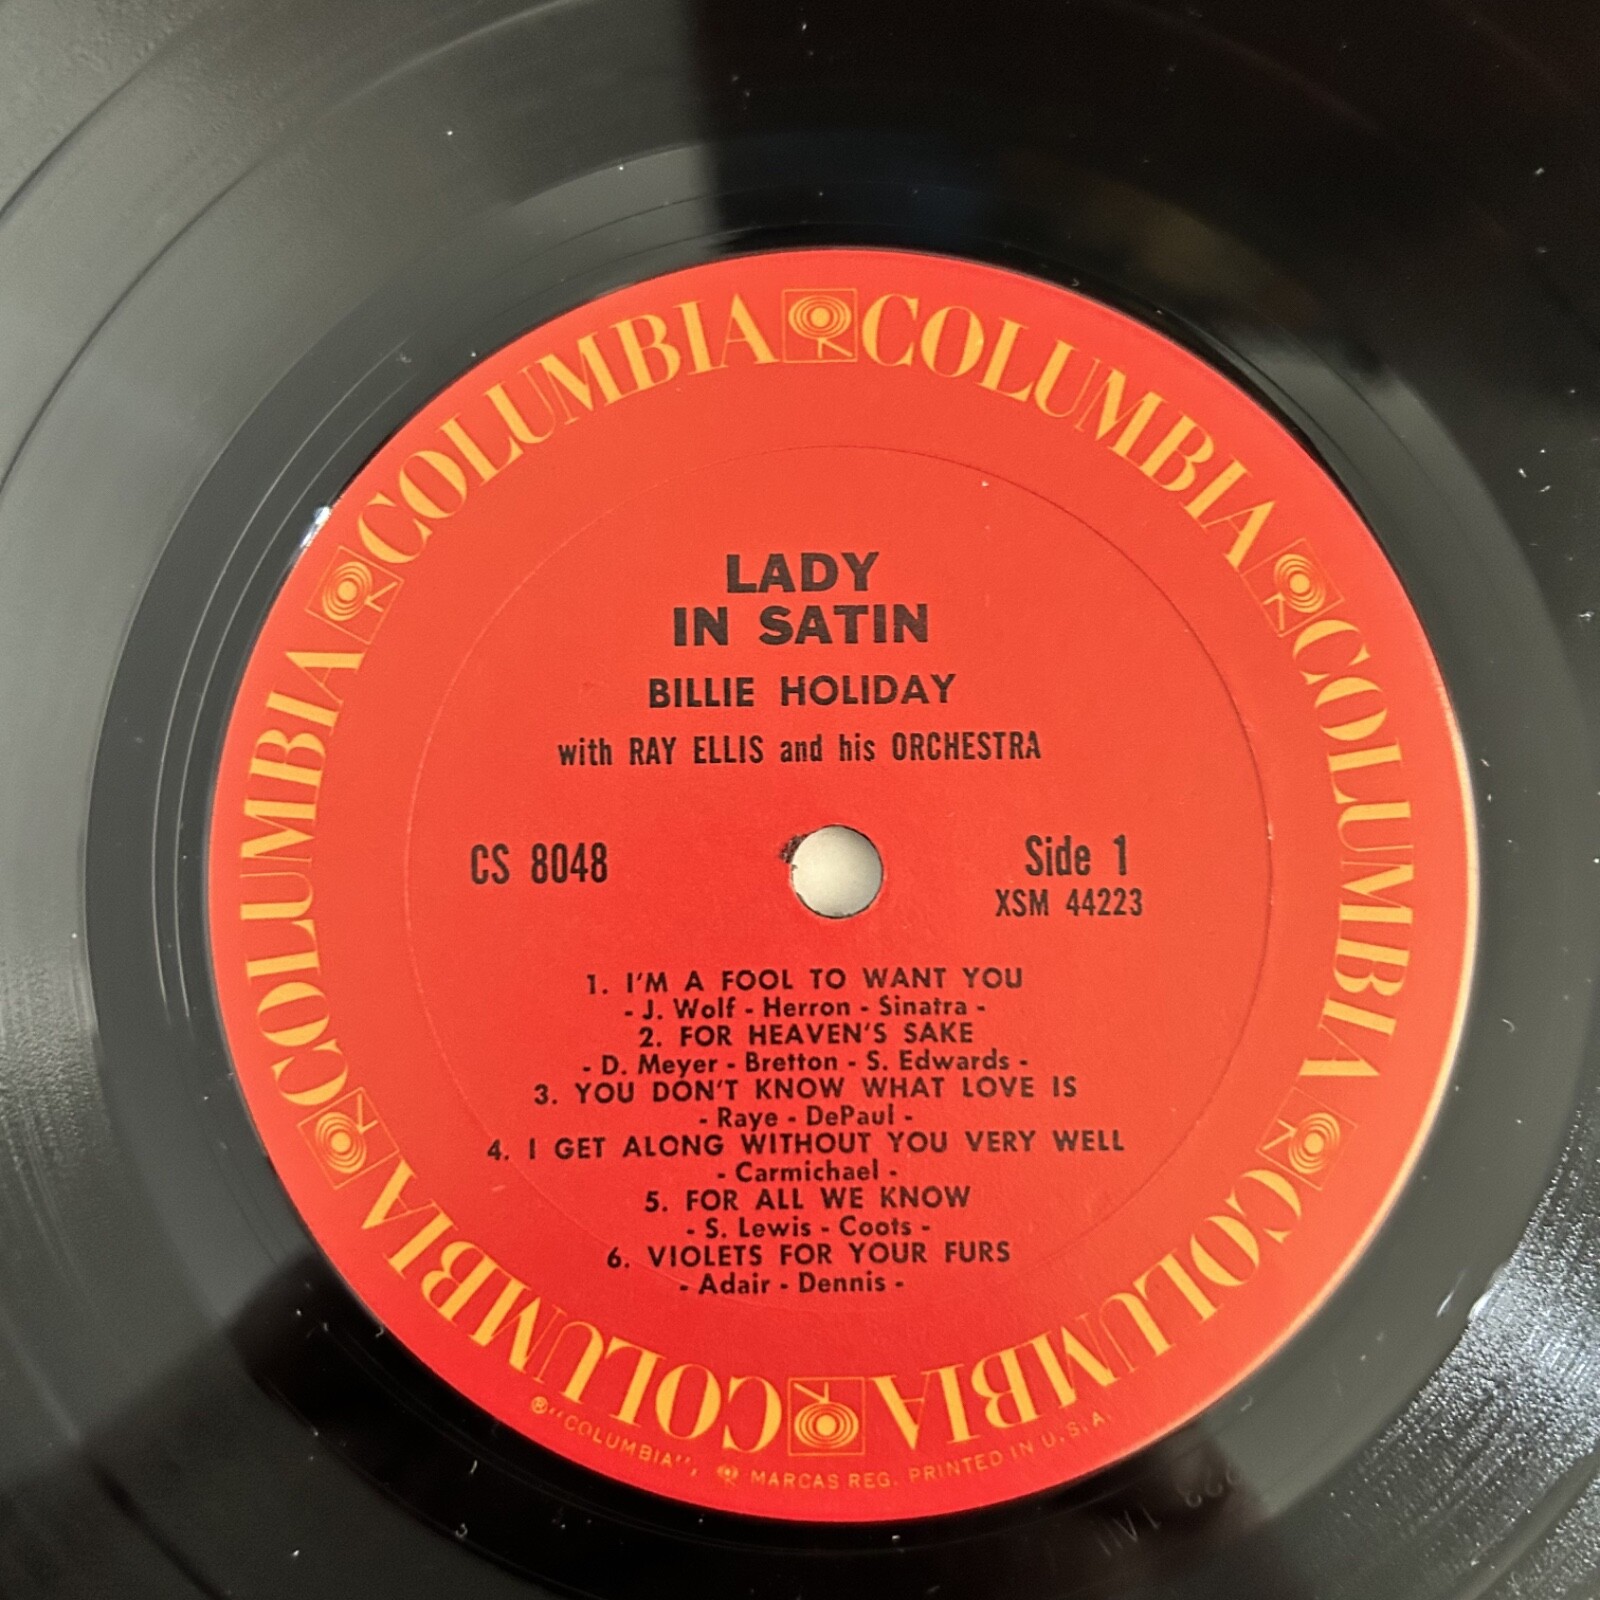 COLUMBIA COLUMBIA COLUMBIA COLUMBIA COLUMBIA COLUMBIA COLUMBIA COLUMBIA
LADY
IN SATIN
BILLIE HOLIDAY
with RAY ELLIS and his ORCHESTRA
CS 8048
Side 1
XSM 44223
1. I'M A FOOL TO WANT YOU
- J. Wolf - Herron - Sinatra -
2. FOR HEAVEN'S SAKE
- D. Meyer - Bretton - S. Edwards -
3. YOU DON'T KNOW WHAT LOVE IS
- Raye - DePaul -
4. I GET ALONG WITHOUT YOU VERY WELL
- Carmichael -
5. FOR ALL WE KNOW
- S. Lewis - Coots -
6. VIOLETS FOR YOUR FURS
- Adair - Dennis -
® "COLUMBIA", MARCAS REG. PRINTED IN U.S.A.